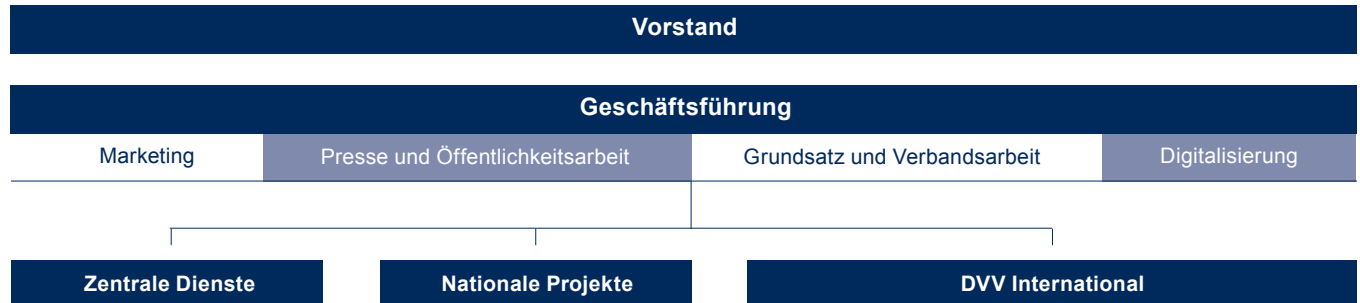 Vorstand
Geschäftsführung
Marketing
Presse und Öffentlichkeitsarbeit
Grundsatz und Verbandsarbeit
Digitalisierung
Zentrale Dienste
Nationale Projekte
DVV International